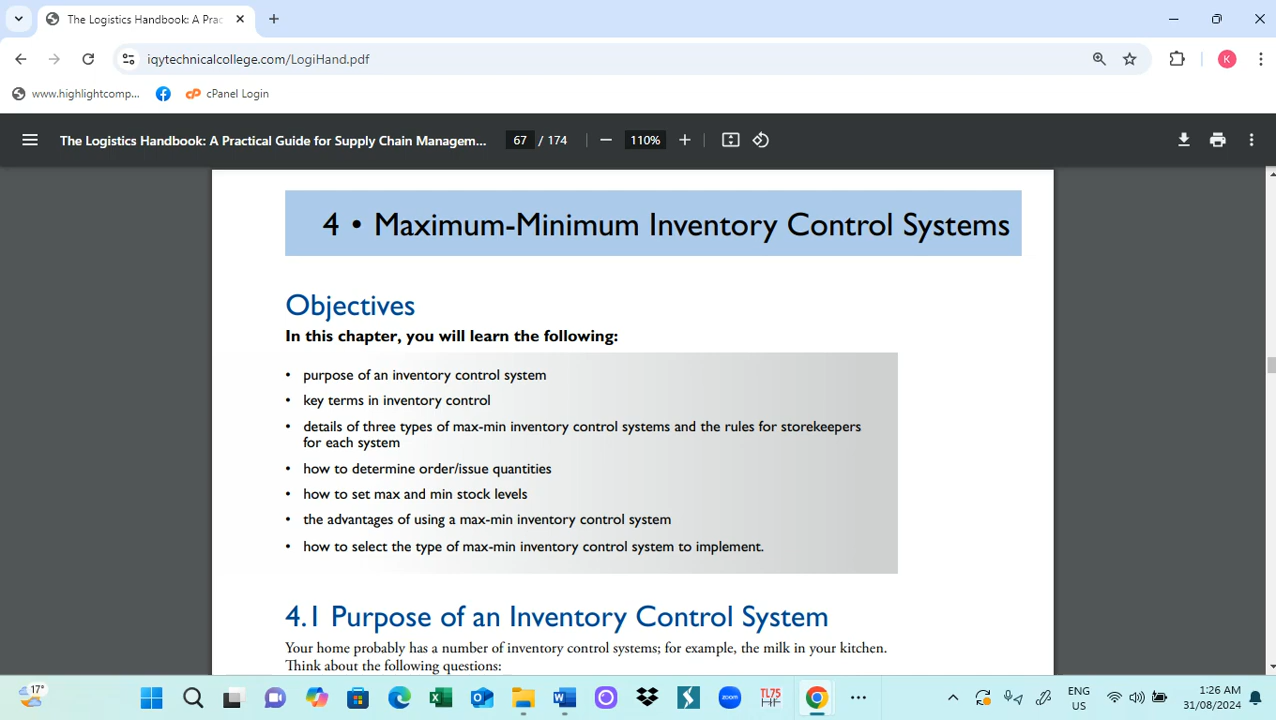 The Logistics Handbook: A Prac
iqytechnicalcollege.com/LogiHand.pdf
K
www.highlightcomp...
cPanel Login
The Logistics Handbook: A Practical Guide for Supply Chain Managem...
67 / 174
110%
4 • Maximum-Minimum Inventory Control Systems
Objectives
In this chapter, you will learn the following:
• purpose of an inventory control system
• key terms in inventory control
• details of three types of max-min inventory control systems and the rules for storekeepers
for each system
• how to determine order/issue quantities
• how to set max and min stock levels
• the advantages of using a max-min inventory control system
• how to select the type of max-min inventory control system to implement.
4.1 Purpose of an Inventory Control System
Your home probably has a number of inventory control systems; for example, the milk in your kitchen.
Think about the following questions:
17°
zoom
TL75
ENG
US
1:26 AM
31/08/2024